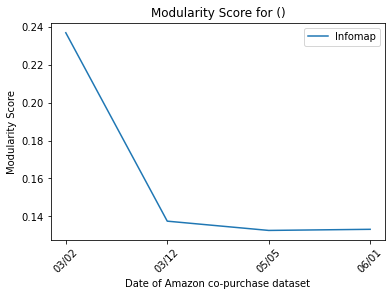 Modularity Score for ()
Infomap
Modularity Score
0.24
0.22
0.20
0.18
0.16
0.14
03/02
03/12
05/05
06/01
Date of Amazon co-purchase dataset